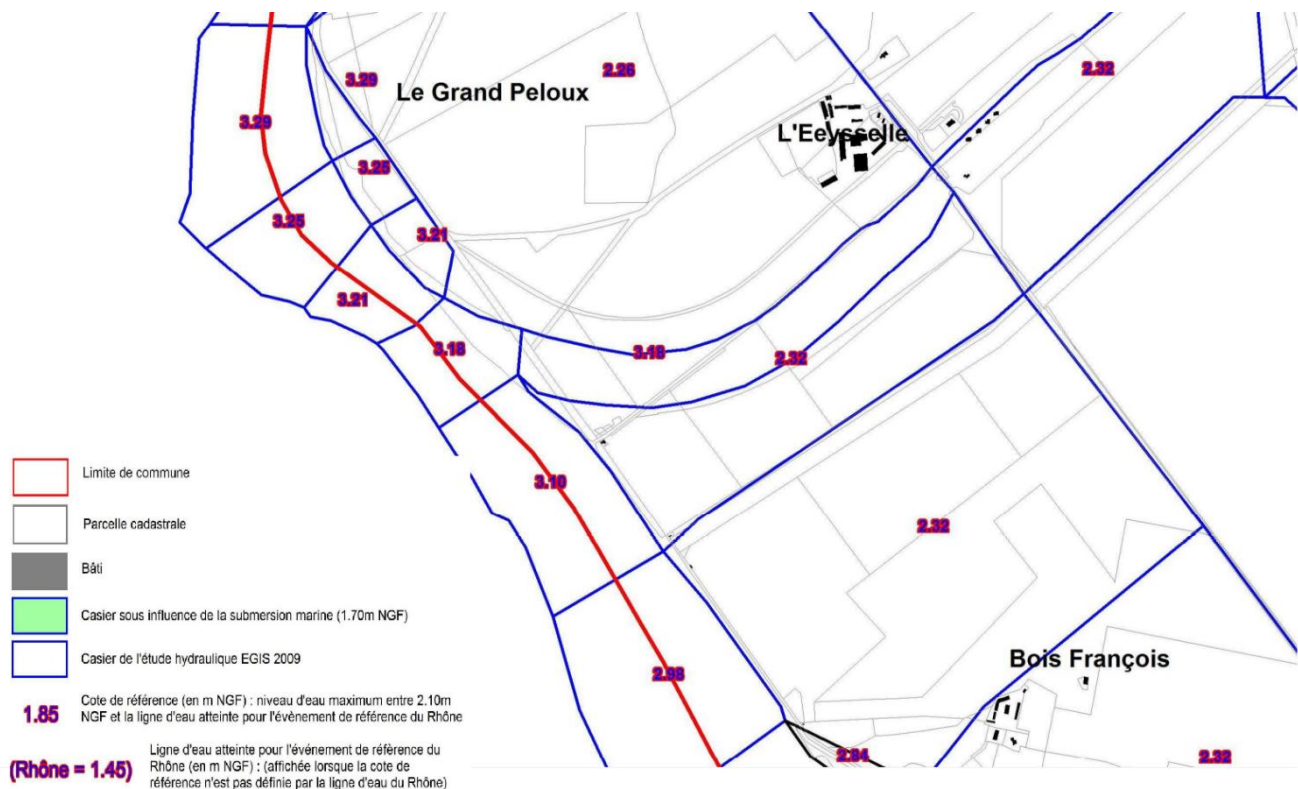 2.32
3.29
2.26
Le Grand Peloux
3.29
L'Eeysselle
3.25
3.25
3.21
3.21
3.18
3.18
2.32
3.10
2.32
2.98
Bois François
2.84
2.32
Limite de commune
Parcelle cadastrale
Bâti
Casier sous influence de la submersion marine (1.70m NGF)
Casier de l'étude hydraulique EGIS 2009
1.85
Cote de référence (en m NGF) : niveau d'eau maximum entre 2.10m
NGF et la ligne d'eau atteinte pour l'évènement de référence du Rhône
(Rhône = 1.45)
Ligne d'eau atteinte pour l'événement de référence du
Rhône (en m NGF) : (affichée lorsque la cote de
référence n'est pas définie par la ligne d'eau du Rhône)